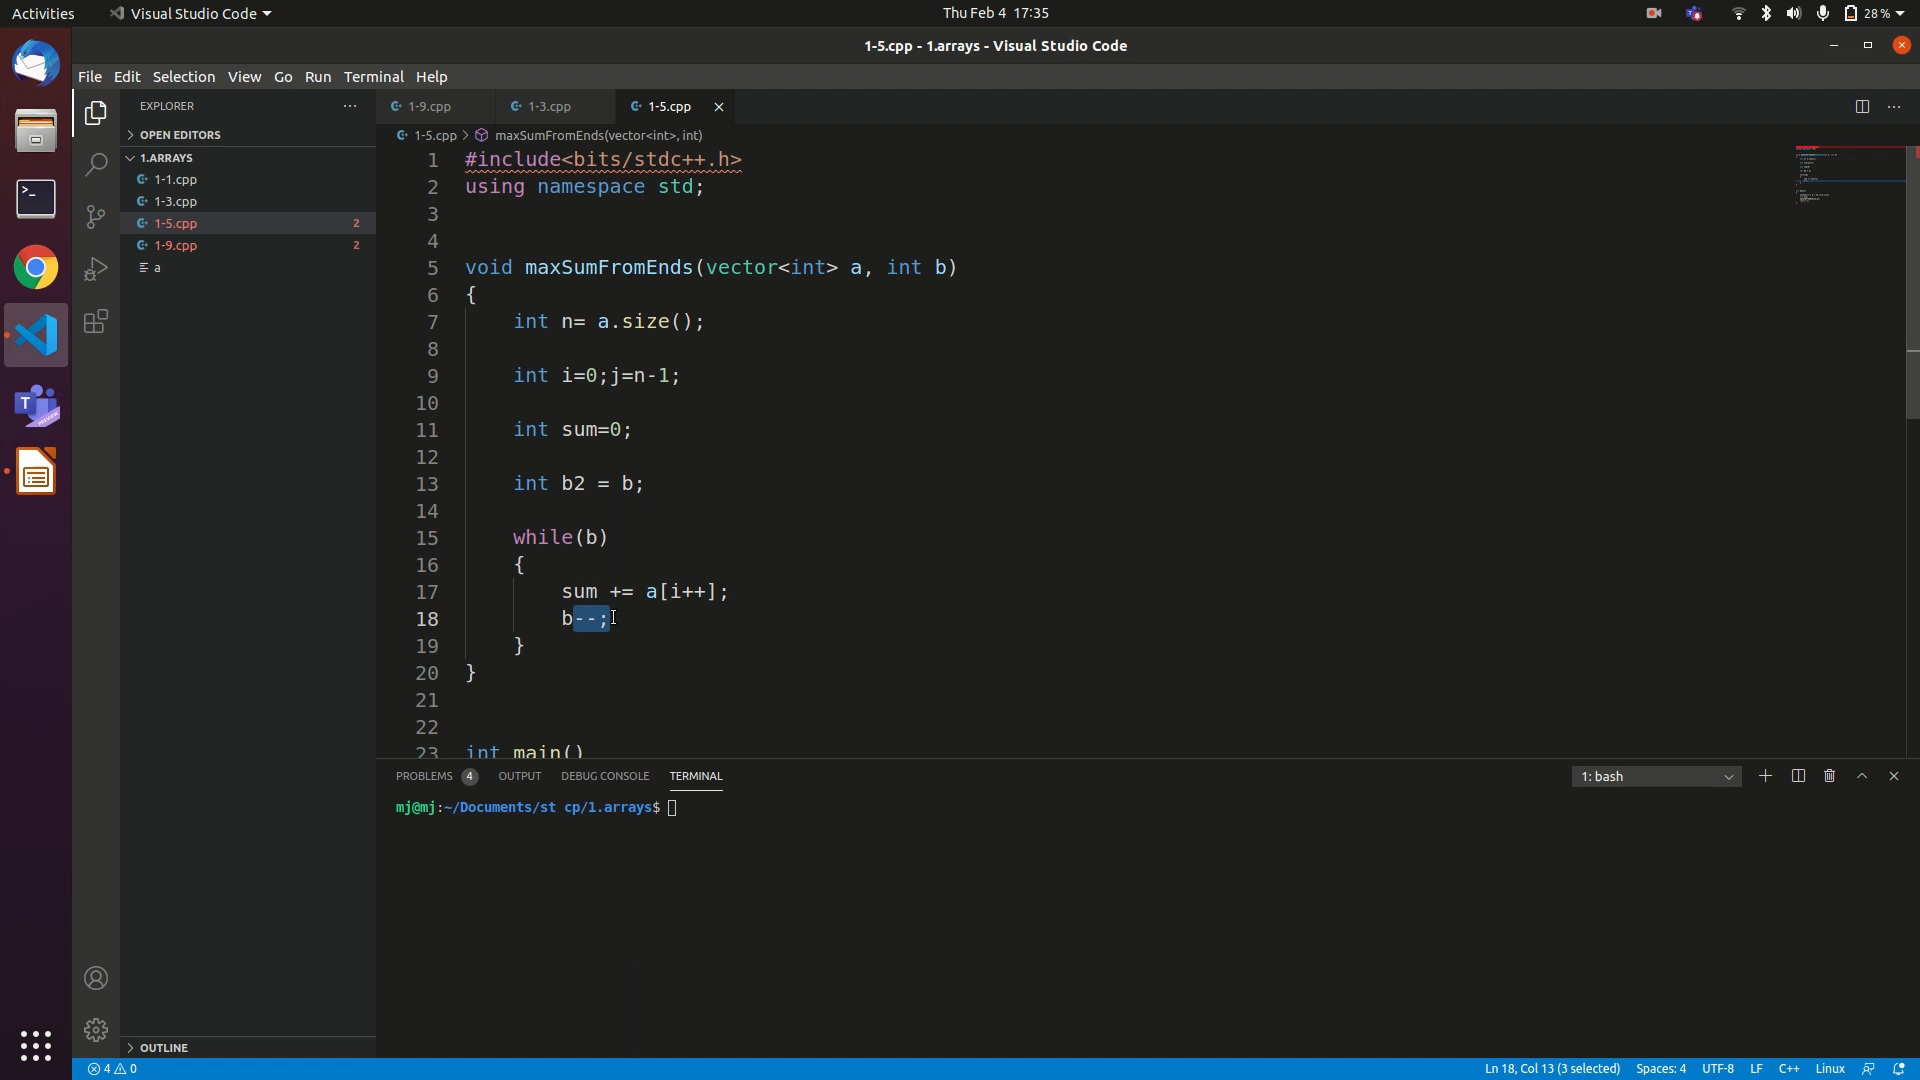 Activities Visual Studio Code Thu Feb 4 17:35 28 %
1-5.cpp - 1.arrays - Visual Studio Code
File Edit Selection View Go Run Terminal Help
EXPLORER
OPEN EDITORS
1.ARRAYS
1-1.cpp
1-3.cpp
1-5.cpp 2
1-9.cpp 2
a
OUTLINE
1-9.cpp 1-3.cpp 1-5.cpp
1-5.cpp > maxSumFromEnds(vector<int>, int)
1 #include<bits/stdc++.h>
2 using namespace std;
3
4
5 void maxSumFromEnds(vector<int> a, int b)
6 {
7 int n= a.size();
8
9 int i=0;j=n-1;
10
11 int sum=0;
12
13 int b2 = b;
14
15 while(b)
16 {
17 sum += a[i++];
18 b--;
19 }
20 }
21
22
23 int main()
PROBLEMS 4 OUTPUT DEBUG CONSOLE TERMINAL 1: bash
mj@mj:~/Documents/st cp/1.arrays$
4 0 Ln 18, Col 13 (3 selected) Spaces: 4 UTF-8 LF C++ Linux